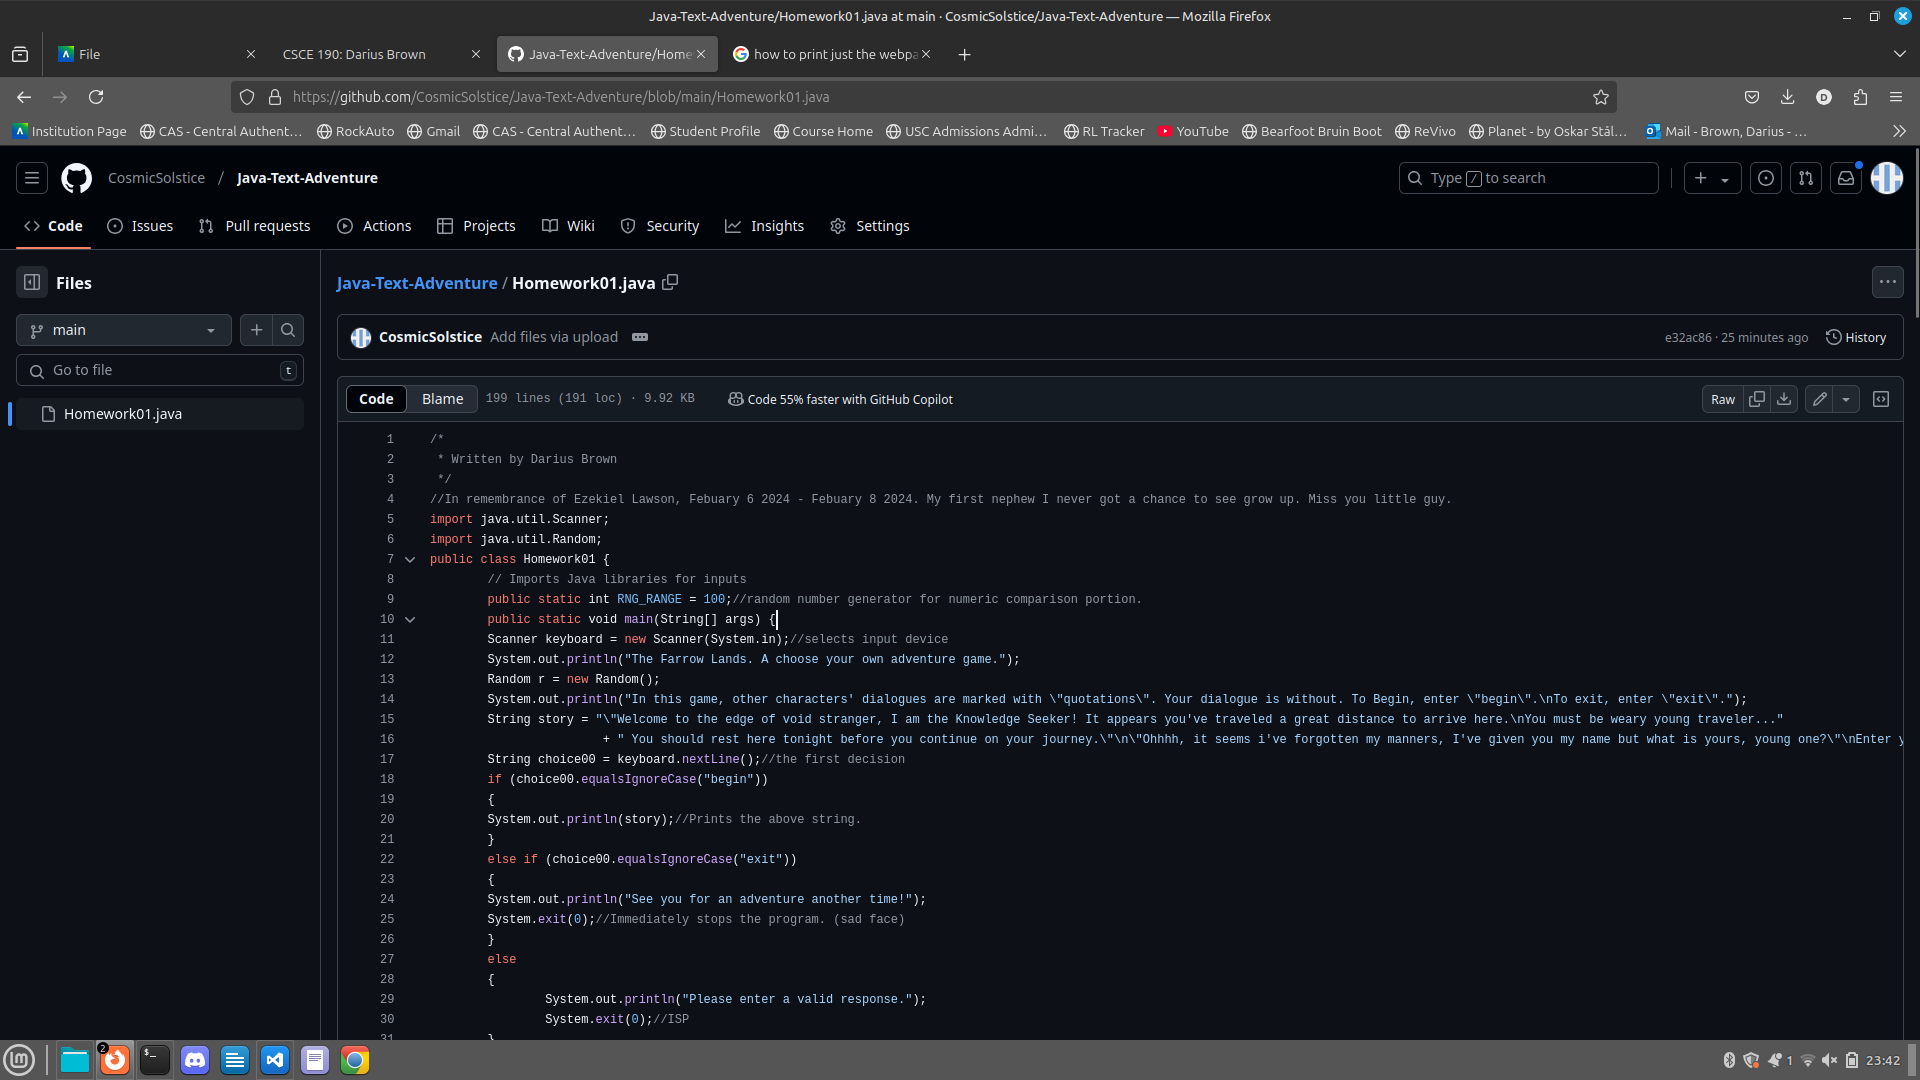 Java-Text-Adventure/Homework01.java at main · CosmicSolstice/Java-Text-Adventure — Mozilla Firefox
File
CSCE 190: Darius Brown
Java-Text-Adventure/Home
how to print just the webpa
https://github.com/CosmicSolstice/Java-Text-Adventure/blob/main/Homework01.java
D
Institution Page CAS - Central Authent… RockAuto Gmail CAS - Central Authent… Student Profile Course Home USC Admissions Admi… RL Tracker YouTube Bearfoot Bruin Boot ReVivo Planet - by Oskar Stål… Mail - Brown, Darius - …
CosmicSolstice / Java-Text-Adventure
Type / to search
Code Issues Pull requests Actions Projects Wiki Security Insights Settings
Files
main
Go to file t
Homework01.java
Java-Text-Adventure / Homework01.java
CosmicSolstice Add files via upload
e32ac86 · 25 minutes ago History
Code Blame 199 lines (191 loc) · 9.92 KB Code 55% faster with GitHub Copilot Raw
1 /*
2 * Written by Darius Brown
3 */
4 //In remembrance of Ezekiel Lawson, Febuary 6 2024 - Febuary 8 2024. My first nephew I never got a chance to see grow up. Miss you little guy.
5 import java.util.Scanner;
6 import java.util.Random;
7 public class Homework01 {
8 // Imports Java libraries for inputs
9 public static int RNG_RANGE = 100;//random number generator for numeric comparison portion.
10 public static void main(String[] args) {
11 Scanner keyboard = new Scanner(System.in);//selects input device
12 System.out.println("The Farrow Lands. A choose your own adventure game.");
13 Random r = new Random();
14 System.out.println("In this game, other characters' dialogues are marked with \"quotations\". Your dialogue is without. To Begin, enter \"begin\".\nTo exit, enter \"exit\".");
15 String story = "\"Welcome to the edge of void stranger, I am the Knowledge Seeker! It appears you've traveled a great distance to arrive here.\nYou must be weary young traveler..."
16 + " You should rest here tonight before you continue on your journey.\"\n\"Ohhhh, it seems i've forgotten my manners, I've given you my name but what is yours, young one?\"\nEnter y
17 String choice00 = keyboard.nextLine();//the first decision
18 if (choice00.equalsIgnoreCase("begin"))
19 {
20 System.out.println(story);//Prints the above string.
21 }
22 else if (choice00.equalsIgnoreCase("exit"))
23 {
24 System.out.println("See you for an adventure another time!");
25 System.exit(0);//Immediately stops the program. (sad face)
26 }
27 else
28 {
29 System.out.println("Please enter a valid response.");
30 System.exit(0);//ISP
31 }
2
1
23:42